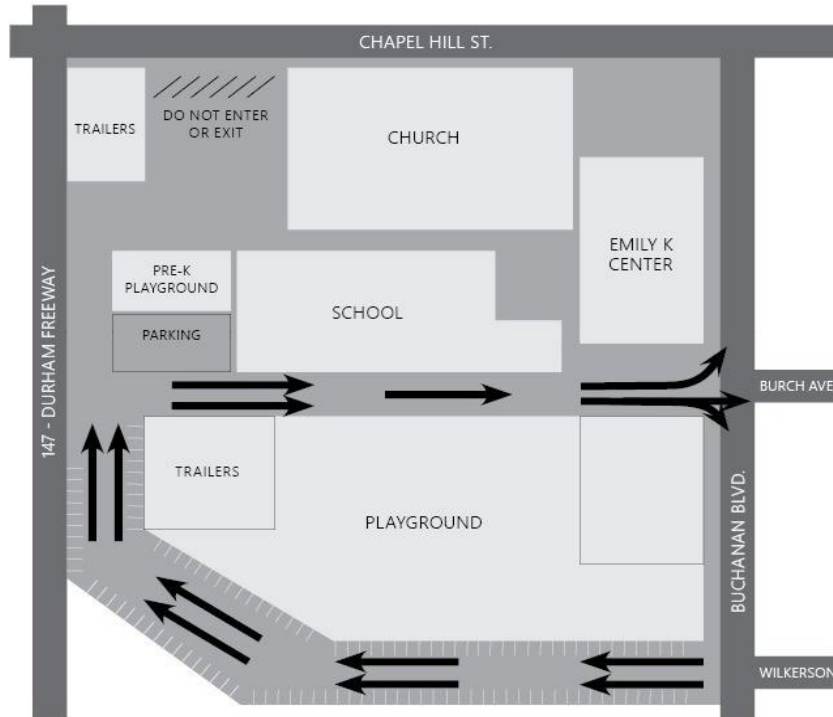 CHAPEL HILL ST.
TRAILERS
DO NOT ENTER
OR EXIT
CHURCH
EMILY K
CENTER
PRE-K
PLAYGROUND
PARKING
SCHOOL
147 - DURHAM FREEWAY
BURCH AVE
TRAILERS
PLAYGROUND
BUCHANAN BLVD.
WILKERSON